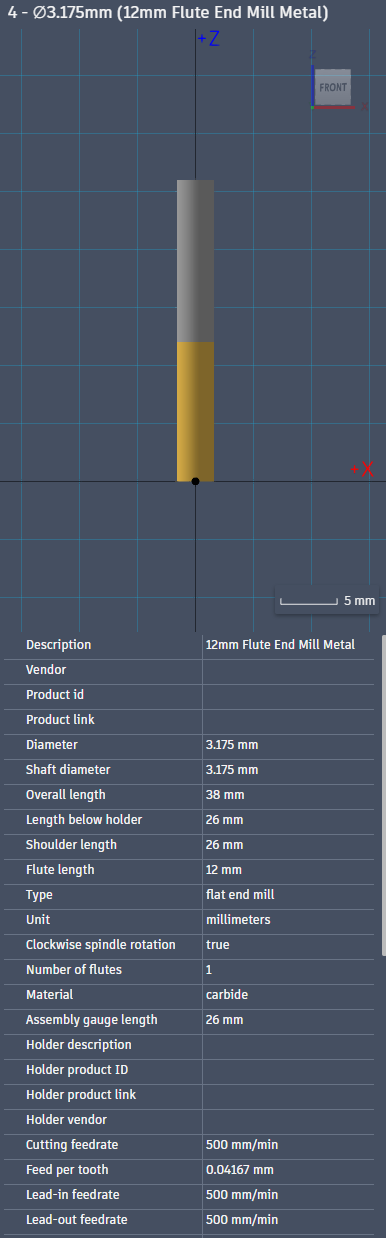 4 - Ø3.175mm (12mm Flute End Mill Metal)
+Z
Z
FRONT
X
+X
5 mm
Description 12mm Flute End Mill Metal
Vendor
Product id
Product link
Diameter 3.175 mm
Shaft diameter 3.175 mm
Overall length 38 mm
Length below holder 26 mm
Shoulder length 26 mm
Flute length 12 mm
Type flat end mill
Unit millimeters
Clockwise spindle rotation true
Number of flutes 1
Material carbide
Assembly gauge length 26 mm
Holder description
Holder product ID
Holder product link
Holder vendor
Cutting feedrate 500 mm/min
Feed per tooth 0.04167 mm
Lead-in feedrate 500 mm/min
Lead-out feedrate 500 mm/min